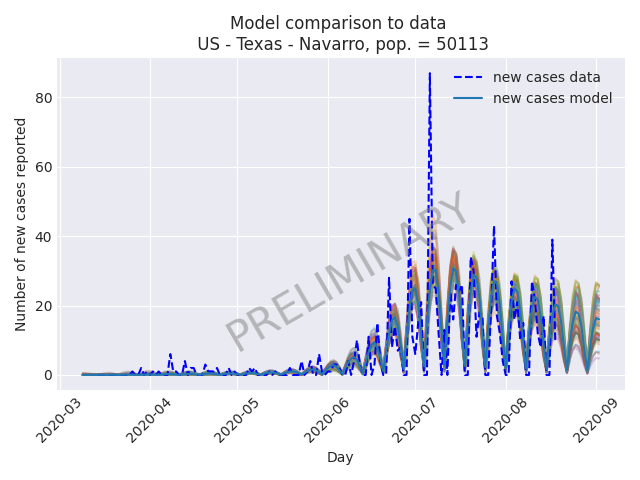 Model comparison to data
US - Texas - Navarro, pop. = 50113
new cases data
new cases model
Number of new cases reported
80
60
40
20
0
PRELIMINARY
2020-03
2020-04
2020-05
2020-06
2020-07
2020-08
2020-09
Day